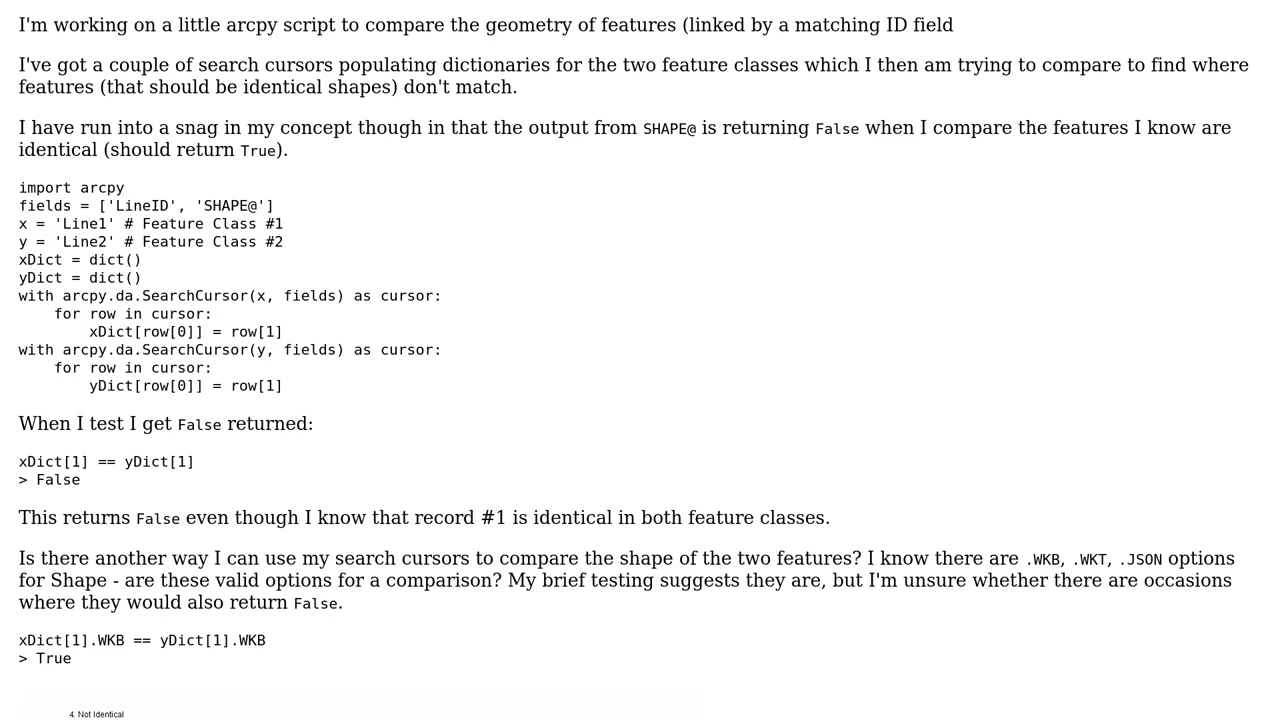 I'm working on a little arcpy script to compare the geometry of features (linked by a matching ID field
I've got a couple of search cursors populating dictionaries for the two feature classes which I then am trying to compare to find where
features (that should be identical shapes) don't match.
I have run into a snag in my concept though in that the output from SHAPE@ is returning False when I compare the features I know are
identical (should return True).
import arcpy
fields = ['LineID', 'SHAPE@']
x = 'Line1' # Feature Class #1
y = 'Line2' # Feature Class #2
xDict = dict()
yDict = dict()
with arcpy.da.SearchCursor(x, fields) as cursor:
    for row in cursor:
        xDict[row[0]] = row[1]
with arcpy.da.SearchCursor(y, fields) as cursor:
    for row in cursor:
        yDict[row[0]] = row[1]
When I test I get False returned:
xDict[1] == yDict[1]
> False
This returns False even though I know that record #1 is identical in both feature classes.
Is there another way I can use my search cursors to compare the shape of the two features? I know there are .WKB, .WKT, .JSON options
for Shape - are these valid options for a comparison? My brief testing suggests they are, but I'm unsure whether there are occasions
where they would also return False.
xDict[1].WKB == yDict[1].WKB
> True
4. Not Identical